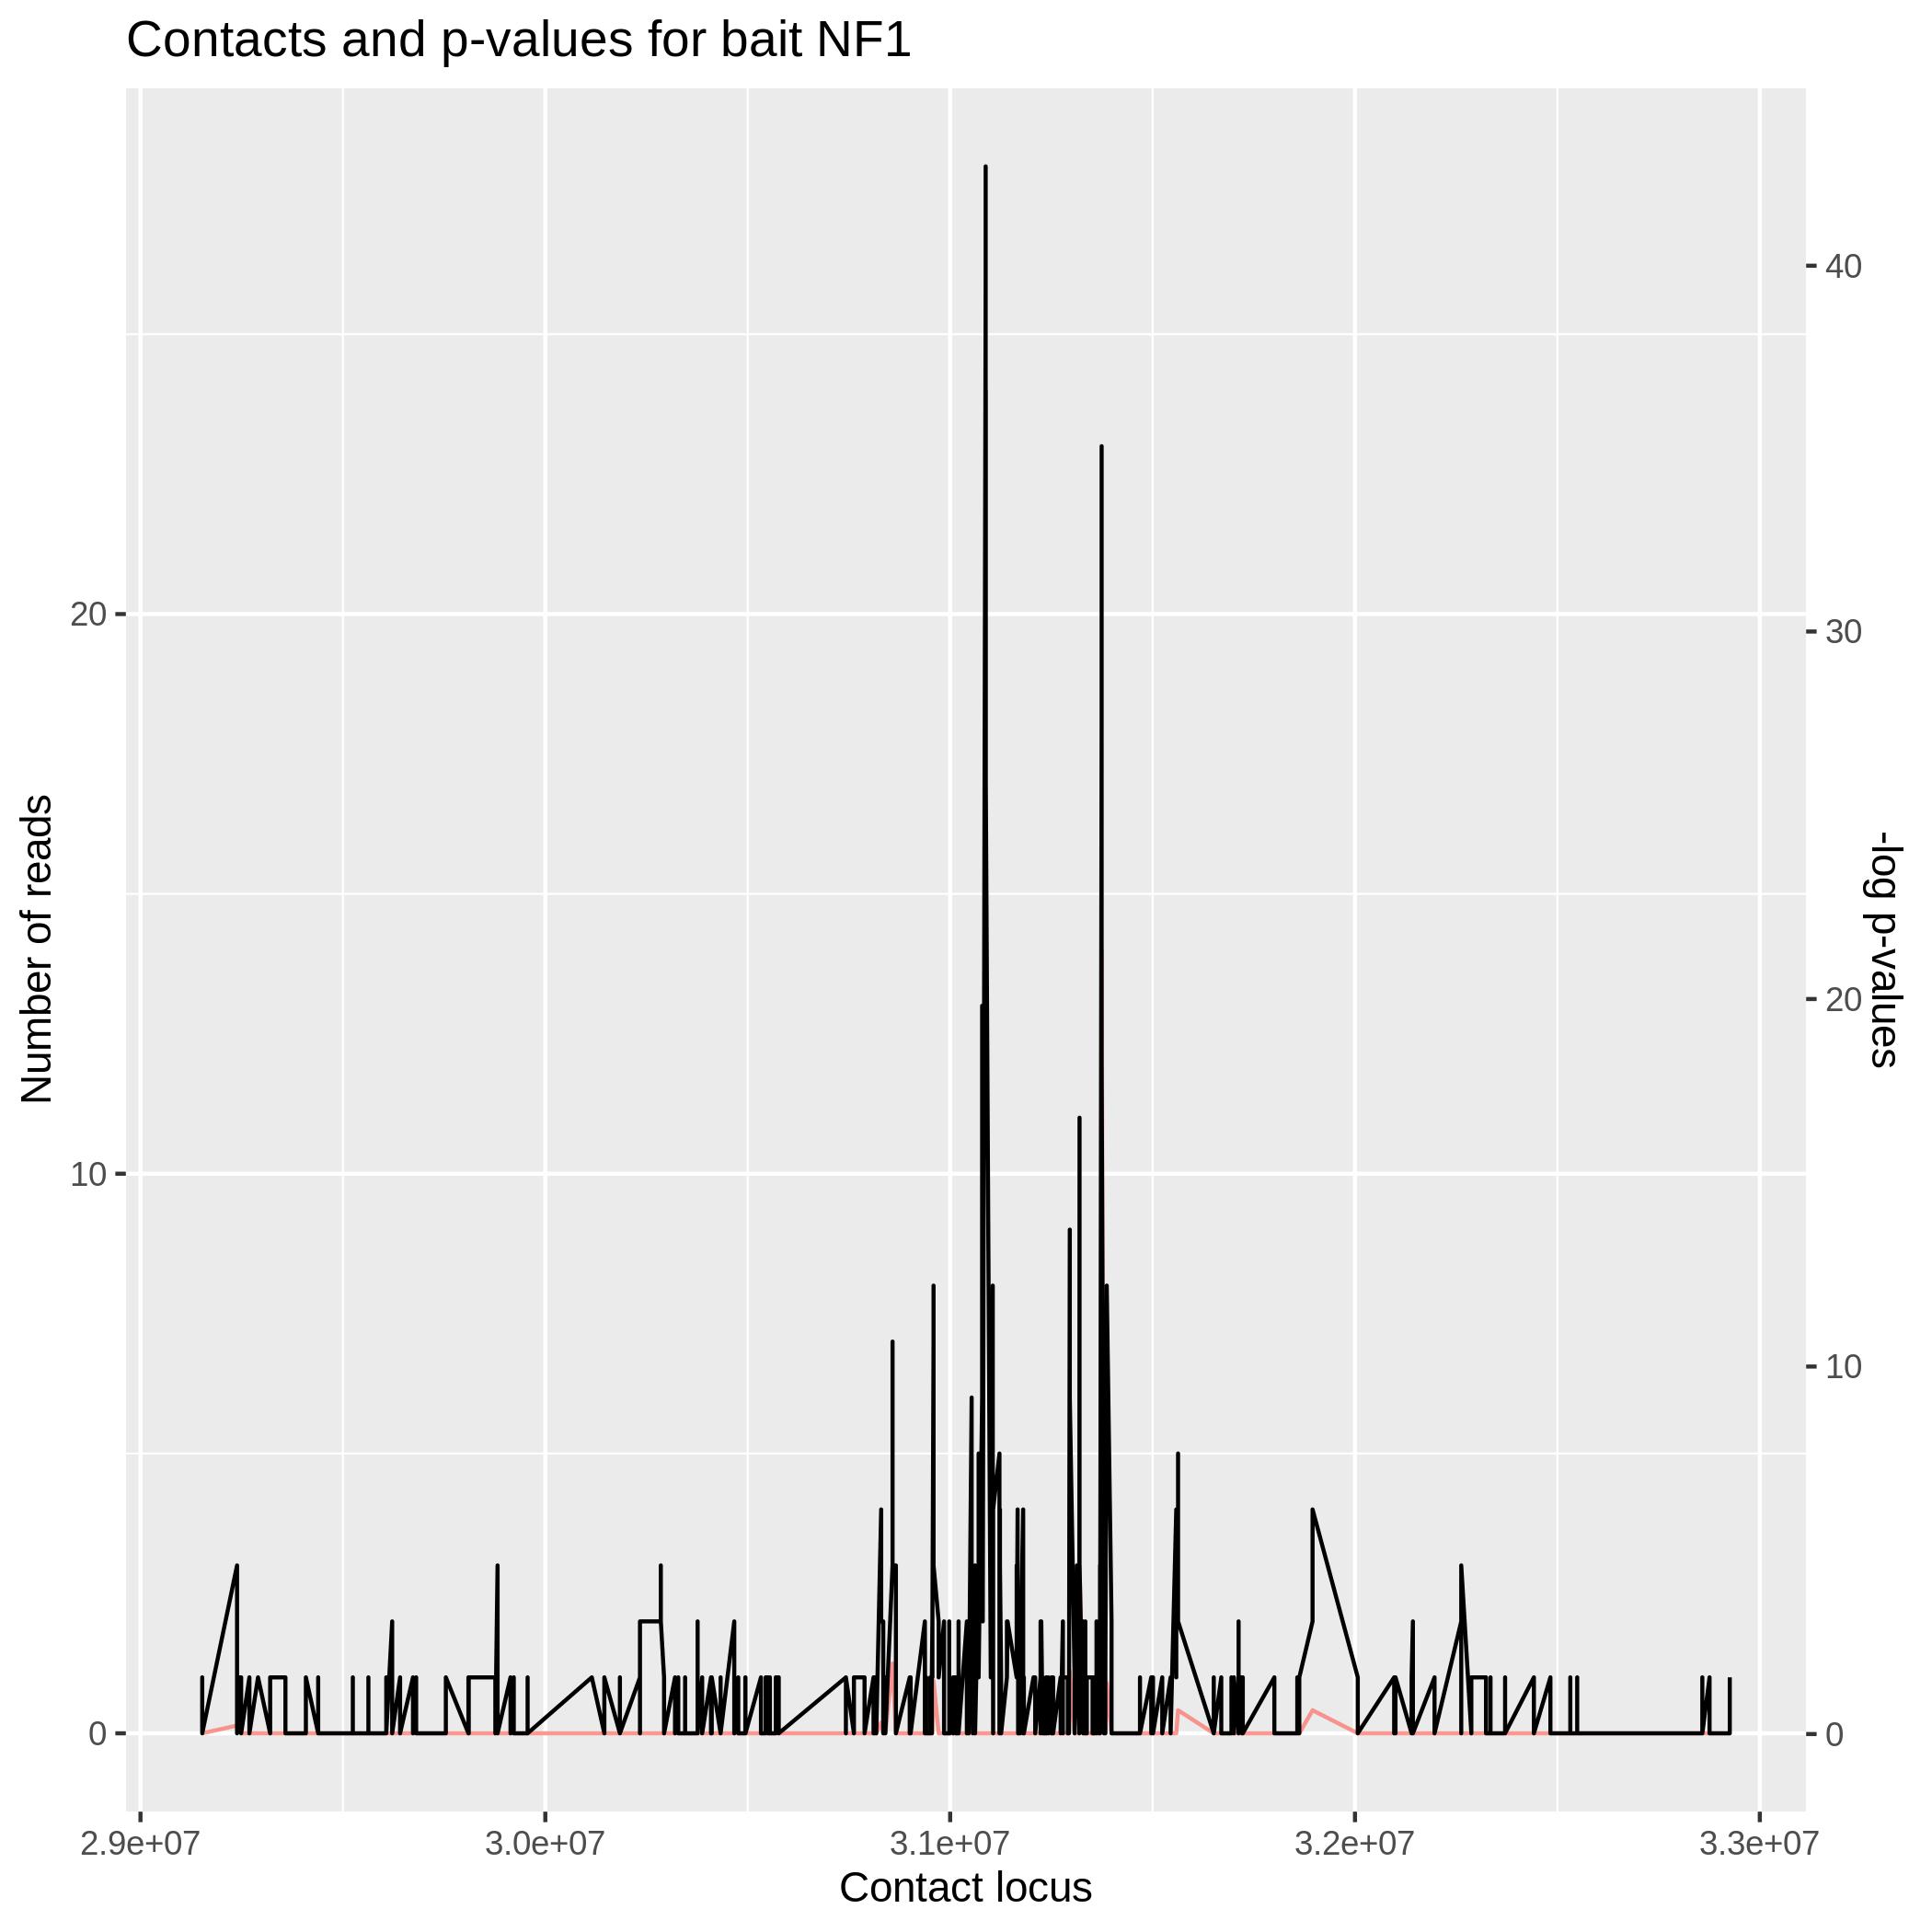 Contacts and p-values for bait NF1
Number of reads
20
10
0
40
30
20
10
0
-log p-values
2.9e+07
3.0e+07
3.1e+07
3.2e+07
3.3e+07
Contact locus